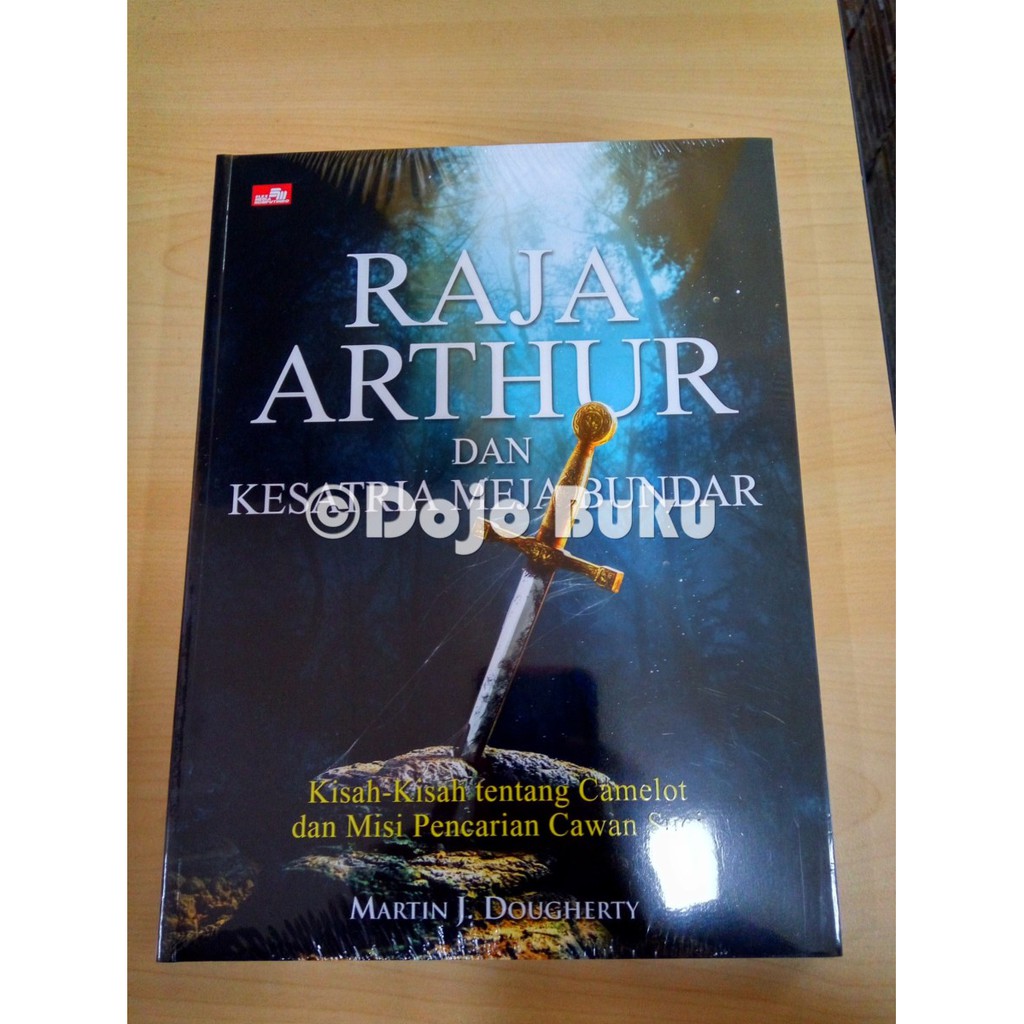 RAJA
ARTHUR
DAN
KESATRIA MEJA BUNDAR
©Dojo Buku
Kisah-Kisah tentang Camelot
dan Misi Pencarian Cawan
MARTIN J. DOUGHERTY